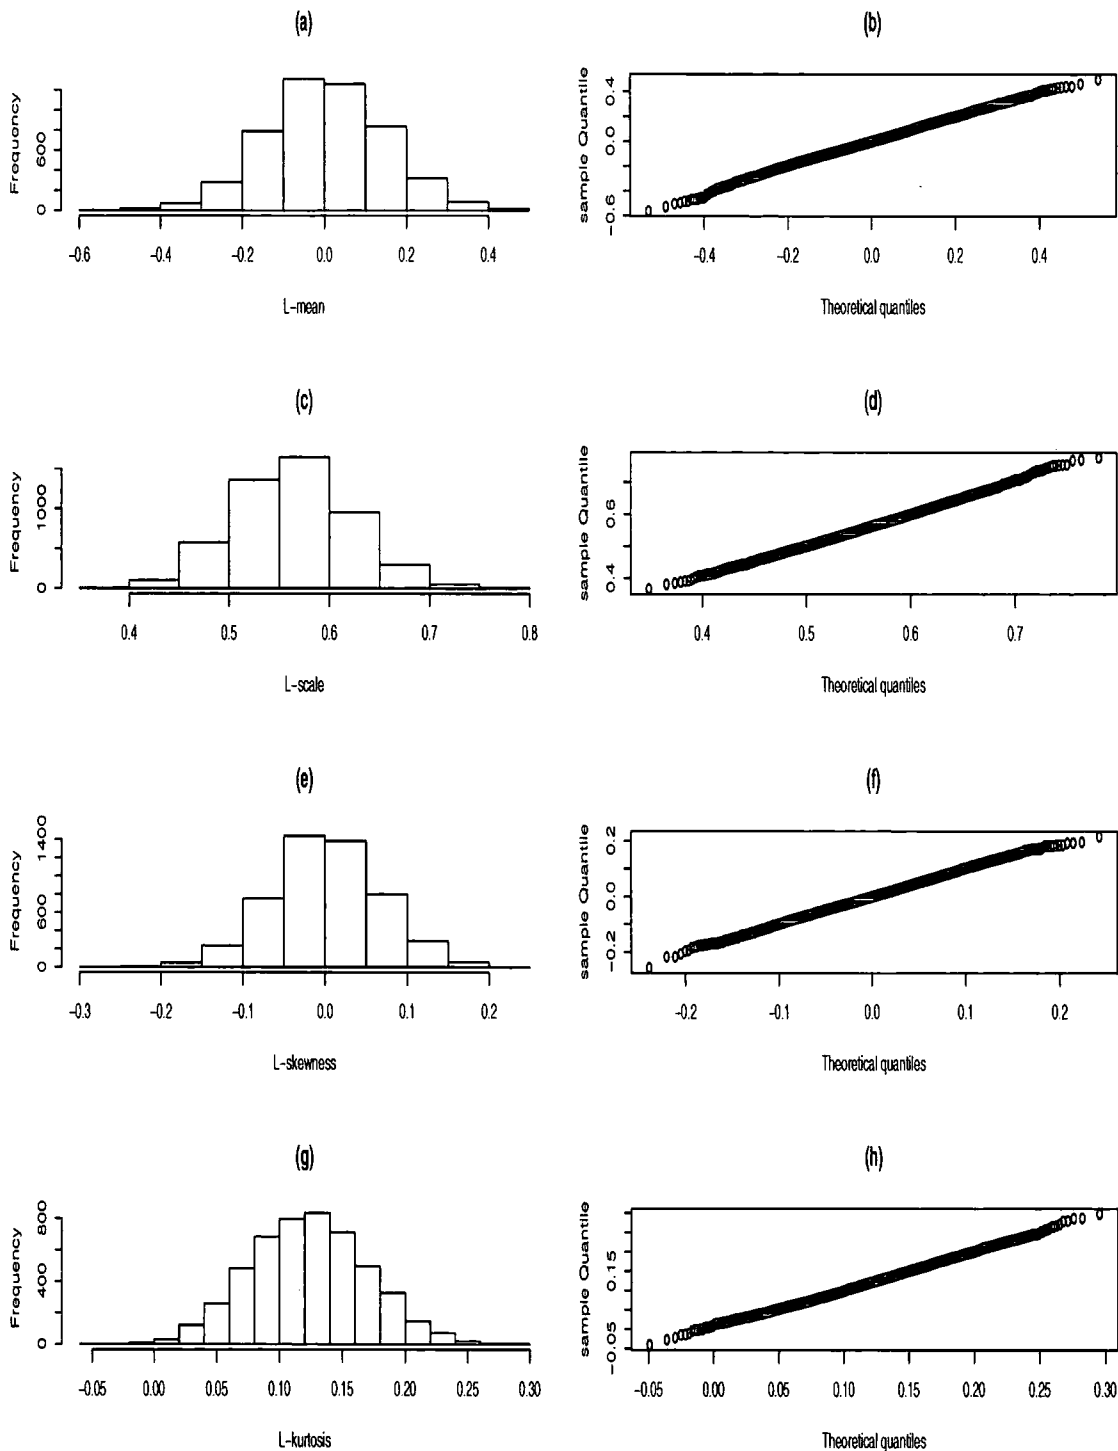 (a)
Frequency
0 600
-0.6 -0.4 -0.2 0.0 0.2 0.4
L-mean
(b)
sample Quantile
-0.6 0.0 0.4
-0.4 -0.2 0.0 0.2 0.4
Theoretical quantiles
(c)
Frequency
0 1000
0.4 0.5 0.6 0.7 0.8
L-scale
(d)
sample Quantile
0.4 0.6
0.4 0.5 0.6 0.7
Theoretical quantiles
(e)
Frequency
0 600 1400
-0.3 -0.2 -0.1 0.0 0.1 0.2
L-skewness
(f)
sample Quantile
-0.2 0.0 0.2
-0.2 -0.1 0.0 0.1 0.2
Theoretical quantiles
(g)
Frequency
0 400 800
-0.05 0.00 0.05 0.10 0.15 0.20 0.25 0.30
L-kurtosis
(h)
sample Quantile
-0.05 0.15
-0.05 0.00 0.05 0.10 0.15 0.20 0.25 0.30
Theoretical quantiles